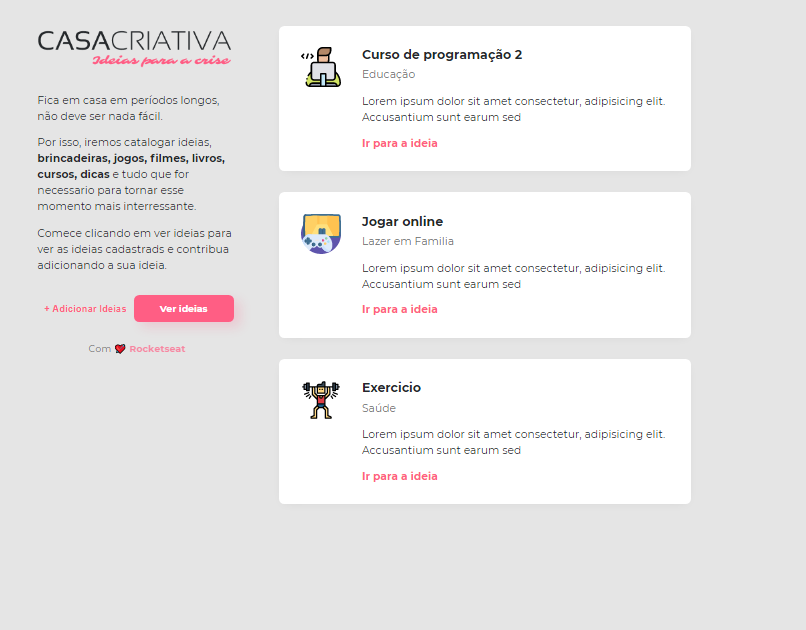 CASACRIATIVA
Ideias para a crise
Fica em casa em períodos longos,
não deve ser nada fácil.
Por isso, iremos catalogar ideias,
brincadeiras, jogos, filmes, livros,
cursos, dicas e tudo que for
necessario para tornar esse
momento mais interressante.
Comece clicando em ver ideias para
ver as ideias cadastrads e contribua
adicionando a sua ideia.
+ Adicionar Ideias
Ver ideias
Com Rocketseat
Curso de programação 2
Educação
Lorem ipsum dolor sit amet consectetur, adipisicing elit.
Accusantium sunt earum sed
Ir para a ideia
Jogar online
Lazer em Familia
Lorem ipsum dolor sit amet consectetur, adipisicing elit.
Accusantium sunt earum sed
Ir para a ideia
Exercicio
Saúde
Lorem ipsum dolor sit amet consectetur, adipisicing elit.
Accusantium sunt earum sed
Ir para a ideia